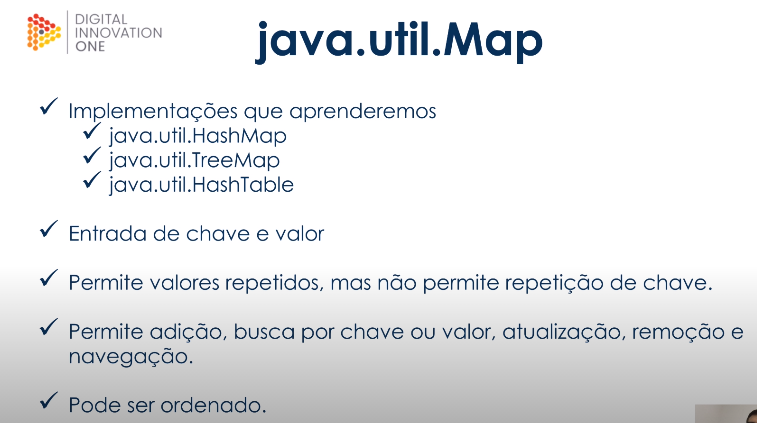 DIGITAL
INNOVATION
ONE
java.util.Map
Implementações que aprenderemos
java.util.HashMap
java.util.TreeMap
java.util.HashTable
Entrada de chave e valor
Permite valores repetidos, mas não permite repetição de chave.
Permite adição, busca por chave ou valor, atualização, remoção e
navegação.
Pode ser ordenado.